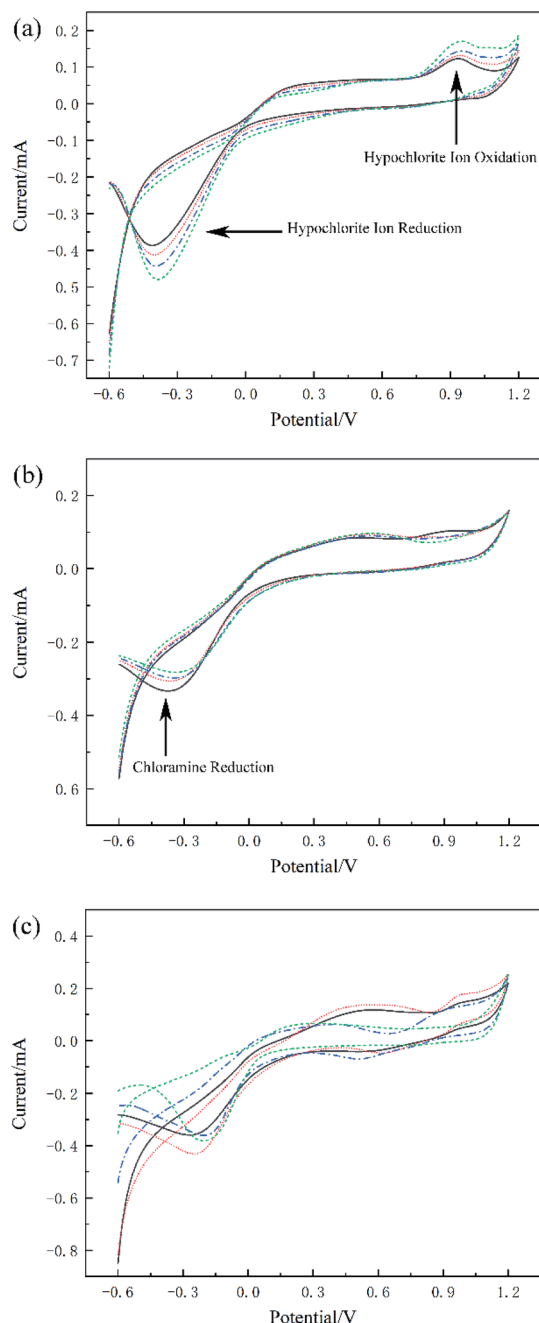 (a)
0.2
0.1
0.0
-0.1
-0.2
-0.3
-0.4
-0.5
-0.6
-0.7
Current/mA
Hypochlorite Ion Oxidation
Hypochlorite Ion Reduction
-0.6 -0.3 0.0 0.3 0.6 0.9 1.2
Potential/V
(b)
0.2
0.0
-0.2
-0.4
0.6
Current/mA
Chloramine Reduction
-0.6 -0.3 0.0 0.3 0.6 0.9 1.2
Potential/V
(c)
0.4
0.2
0.0
-0.2
-0.4
-0.6
-0.8
Current/mA
-0.6 -0.3 0.0 0.3 0.6 0.9 1.2
Potential/V